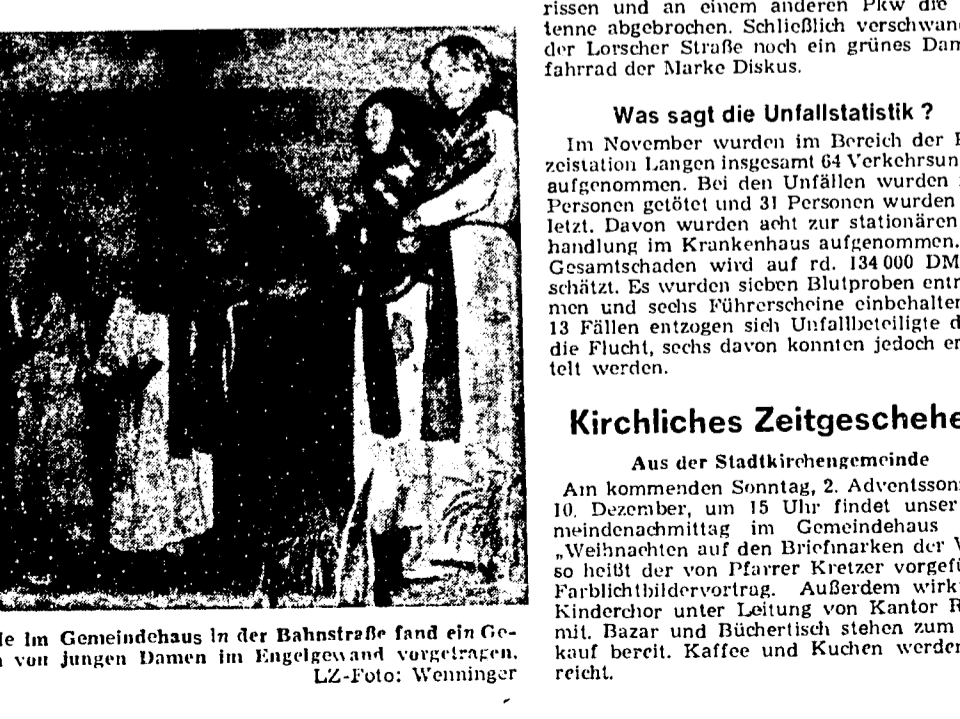 le im Gemeindehaus in der Bahnstraße fand ein Ge-
von jungen Damen im Engelgewand vorgetragen.
LZ-Foto: Wenninger
rissen und an einem anderen Pkw die
tenne abgebrochen. Schließlich verschwan
der Lorscher Straße noch ein grünes Dam
fahrrad der Marke Diskus.
Was sagt die Unfallstatistik ?
Im November wurden im Bereich der P
zeistation Langen insgesamt 64 Verkehrsun
aufgenommen. Bei den Unfällen wurden
Personen getötet und 31 Personen wurden
letzt. Davon wurden acht zur stationären
handlung im Krankenhaus aufgenommen.
Gesamtschaden wird auf rd. 134 000 DM
schätzt. Es wurden sieben Blutproben entn
men und sechs Führerscheine einbehalten
13 Fällen entzogen sich Unfallbeteiligte d
die Flucht, sechs davon konnten jedoch er
telt werden.
Kirchliches Zeitgeschehe
Aus der Stadtkirchengemeinde
Am kommenden Sonntag, 2. Adventsson
10. Dezember, um 15 Uhr findet unser
meindenachmittag im Gemeindehaus
„Weihnachten auf den Briefmarken der W
so heißt der von Pfarrer Kretzer vorgefü
Farblichtbildervortrag. Außerdem wirk
Kinderchor unter Leitung von Kantor R
mit. Bazar und Büchertisch stehen zum
kauf bereit. Kaffee und Kuchen werden
reicht.